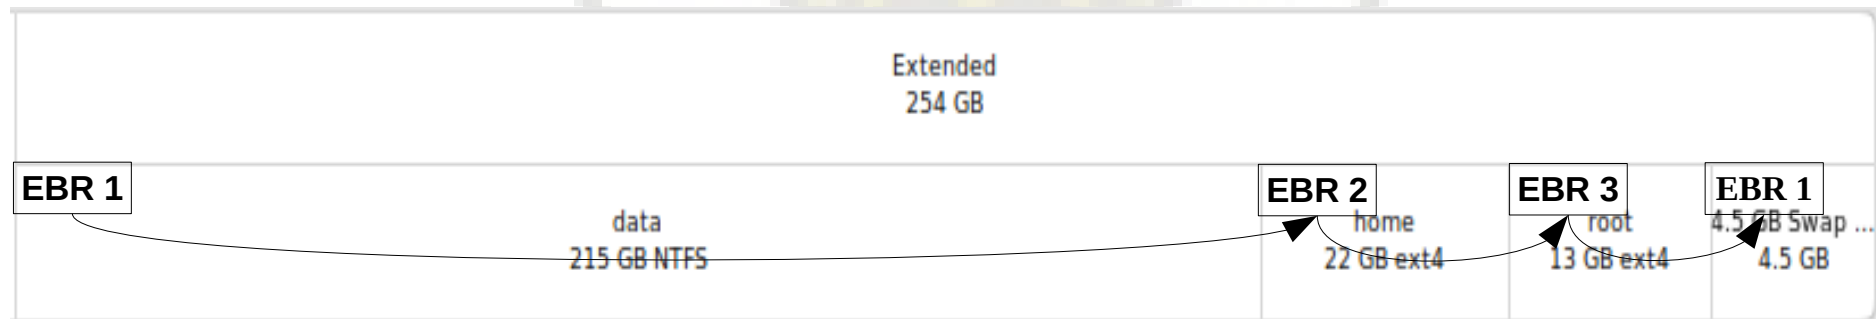 Extended
254 GB
EBR 1
EBR 2
EBR 3
EBR 1
data
215 GB NTFS
home
22 GB ext4
root
13 GB ext4
4.5 GB Swap ...
4.5 GB